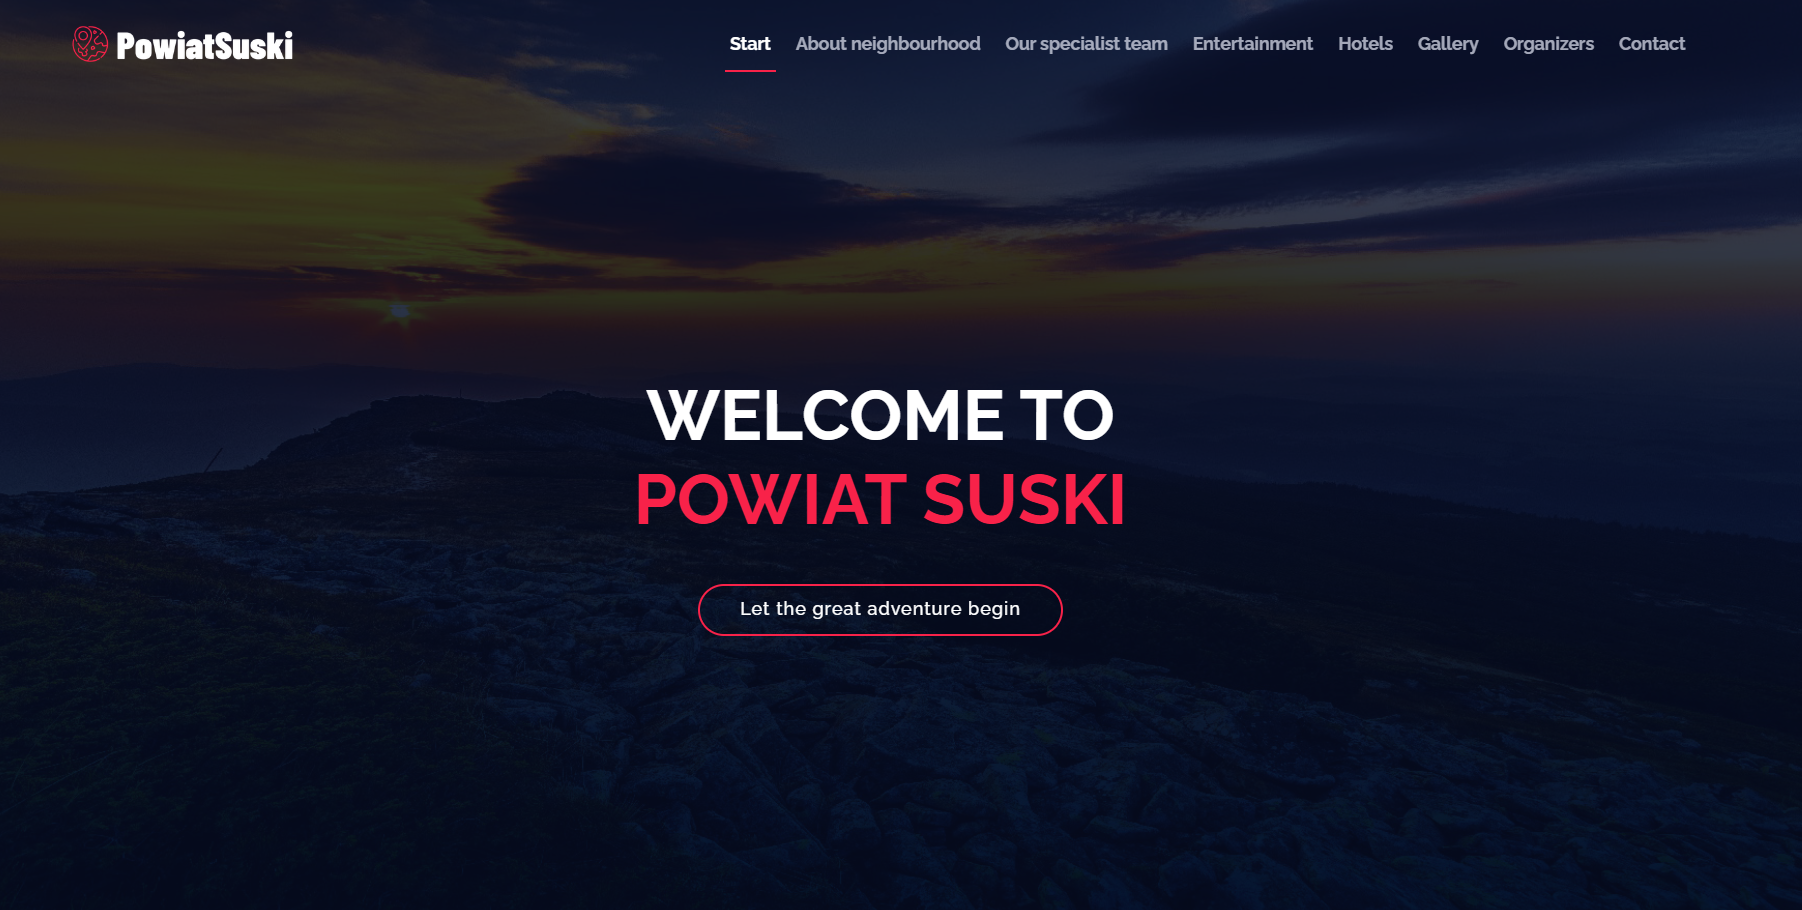 PowiatSuski
Start About neighbourhood Our specialist team Entertainment Hotels Gallery Organizers Contact
WELCOME TO
POWIAT SUSKI
Let the great adventure begin